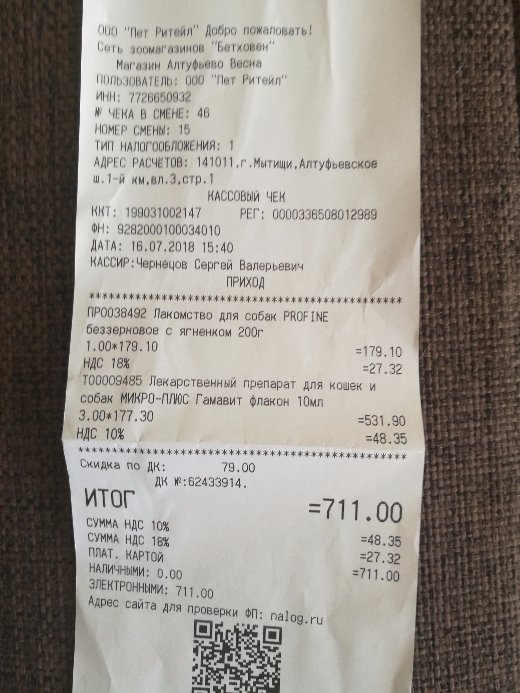 ООО "Пет Ритейл" Добро пожаловать!
Сеть зоомагазинов "Бетховен"
Магазин Алтуфьево Весна
ПОЛЬЗОВАТЕЛЬ: ООО "Пет Ритейл"
ИНН: 7726650932
№ ЧЕКА В СМЕНЕ: 46
НОМЕР СМЕНЫ: 15
ТИП НАЛОГООБЛОЖЕНИЯ: 1
АДРЕС РАСЧЕТОВ: 141011,г.Мытищи,Алтуфьевское
ш.1-й км,вл.3,стр.1
КАССОВЫЙ ЧЕК
ККТ: 199031002147 РЕГ: 0000336508012989
ФН: 9282000100034010
ДАТА: 16.07.2018 15:40
КАССИР:Чернецов Сергей Валерьевич
ПРИХОД
************************************************
ПР0038492 Лакомство для собак PROFINE
беззерновое с ягненком 200г
1.00*179.10 =179.10
НДС 18% =27.32
Т00009485 Лекарственный препарат для кошек и
собак МИКРО-ПЛЮС Гамавит флакон 10мл
3.00*177.30 =531.90
НДС 10% =48.35
************************************************
Скидка по ДК: 79.00
ДК №:62433914.
ИТОГ =711.00
СУММА НДС 10% =48.35
СУММА НДС 18% =27.32
ПЛАТ. КАРТОЙ =711.00
НАЛИЧНЫМИ: 0.00
ЭЛЕКТРОННЫМИ: 711.00
Адрес сайта для проверки ФП: nalog.ru